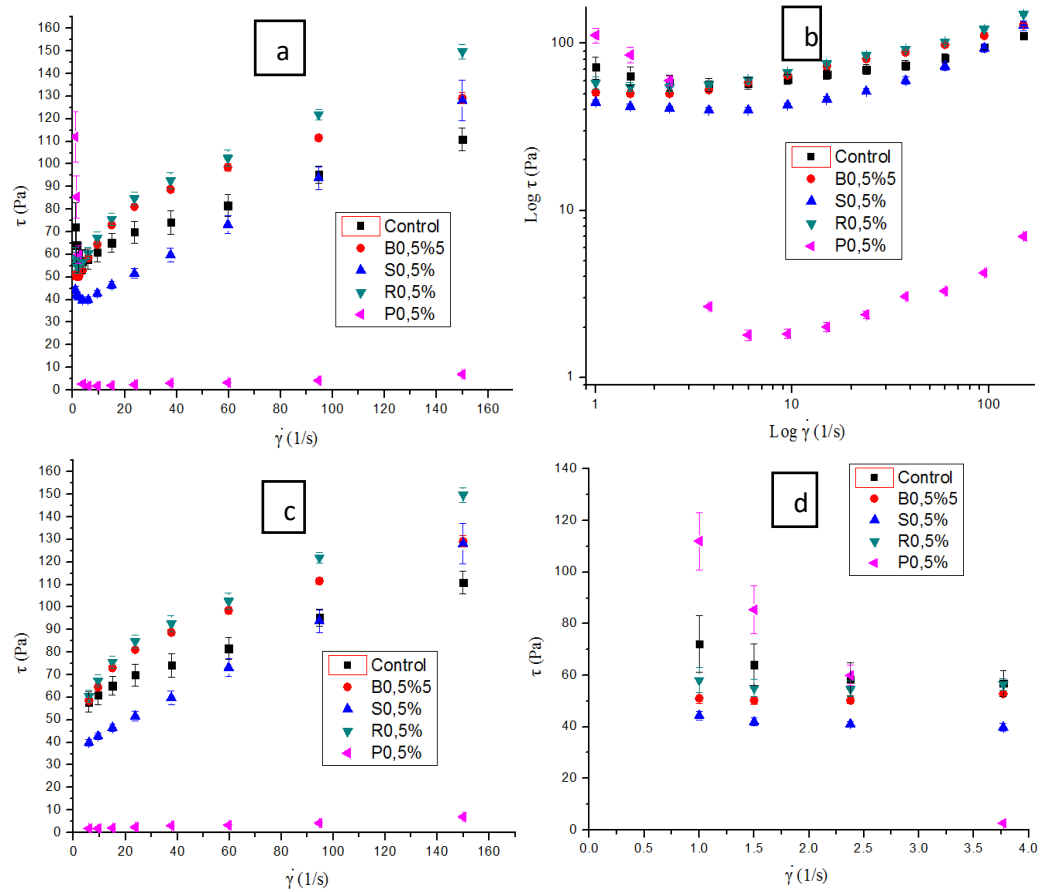 a
160
150
140
130
120
110
100
90
80
70
60
50
40
30
20
10
0
τ (Pa)
0 20 40 60 80 100 120 140 160
γ̇ (1/s)
Control
B0,5%5
S0,5%
R0,5%
P0,5%
b
100
10
1
Log τ (Pa)
1 10 100
Log γ̇ (1/s)
Control
B0,5%5
S0,5%
R0,5%
P0,5%
c
160
150
140
130
120
110
100
90
80
70
60
50
40
30
20
10
0
τ (Pa)
0 20 40 60 80 100 120 140 160
γ̇ (1/s)
Control
B0,5%5
S0,5%
R0,5%
P0,5%
d
140
120
100
80
60
40
20
0
τ (Pa)
0.0 0.5 1.0 1.5 2.0 2.5 3.0 3.5 4.0
γ̇ (1/s)
Control
B0,5%5
S0,5%
R0,5%
P0,5%